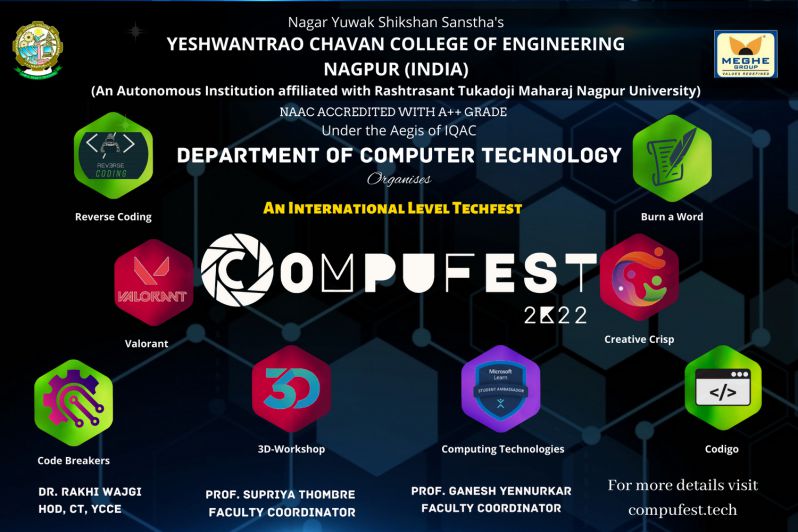 Nagar Yuwak Shikshan Sanstha's
YESHWANTRAO CHAVAN COLLEGE OF ENGINEERING
NAGPUR (INDIA)
(An Autonomous Institution affiliated with Rashtrasant Tukadoji Maharaj Nagpur University)
MEGHE
GROUP
VALUES REDEFINED
NAAC ACCREDITED WITH A++ GRADE
Under the Aegis of IQAC
DEPARTMENT OF COMPUTER TECHNOLOGY
Organises
AN INTERNATIONAL LEVEL TECHFEST
REV3RSE
CODING
Reverse Coding
Burn a Word
COMPUFEST
2K22
VALORANT
Valorant
Creative Crisp
Code Breakers
3D
3D-Workshop
Microsoft
Learn
STUDENT AMBASSADOR
Computing Technologies
</>
Codigo
DR. RAKHI WAJGI
HOD, CT, YCCE
PROF. SUPRIYA THOMBRE
FACULTY COORDINATOR
PROF. GANESH YENNURKAR
FACULTY COORDINATOR
For more details visit
compufest.tech